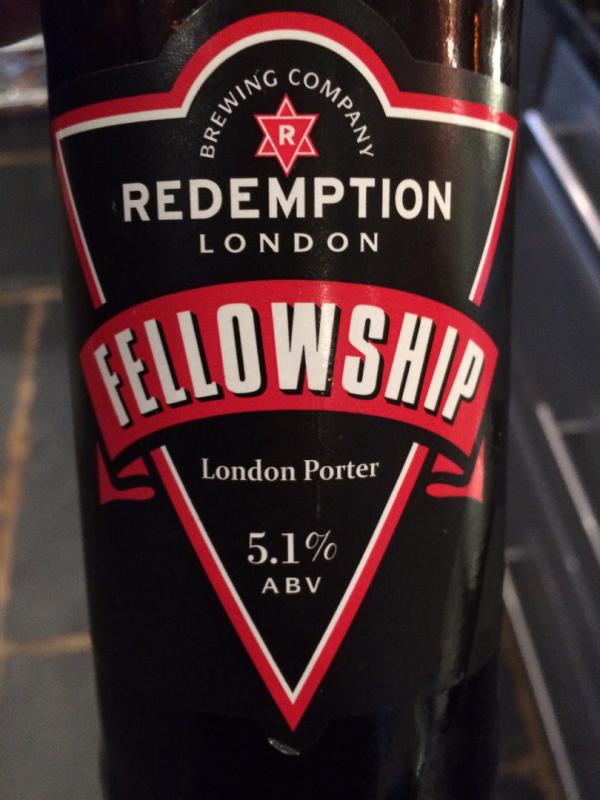 BREWING COMPANY
R
REDEMPTION
LONDON
FELLOWSHIP
London Porter
5.1%
ABV